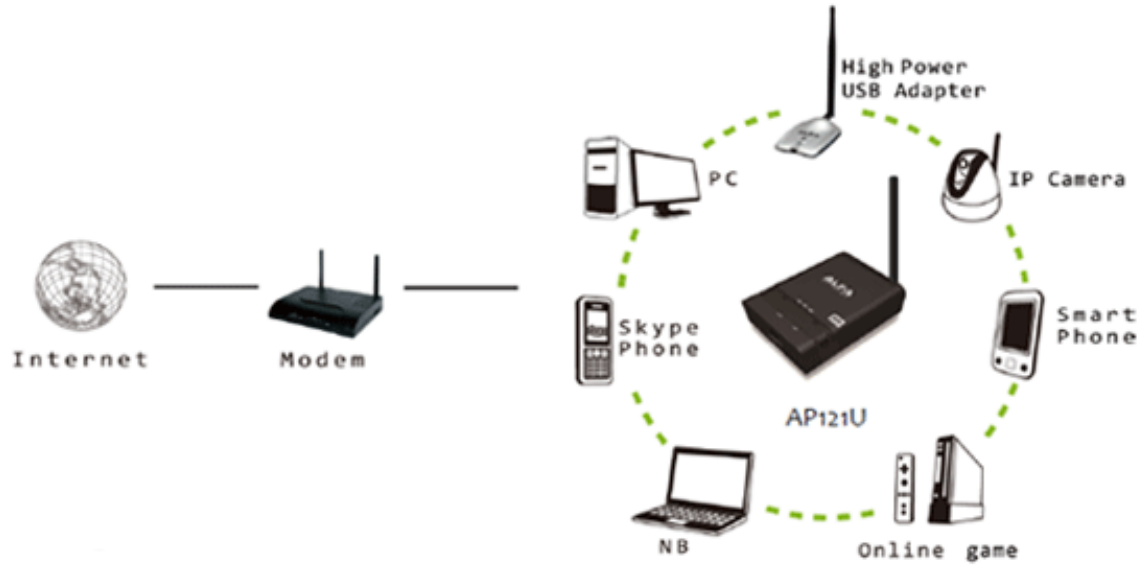 High Power
USB Adapter
PC
IP Camera
ALFA
Skype
Phone
Smart
Phone
Internet
Modem
AP121U
NB
Online game